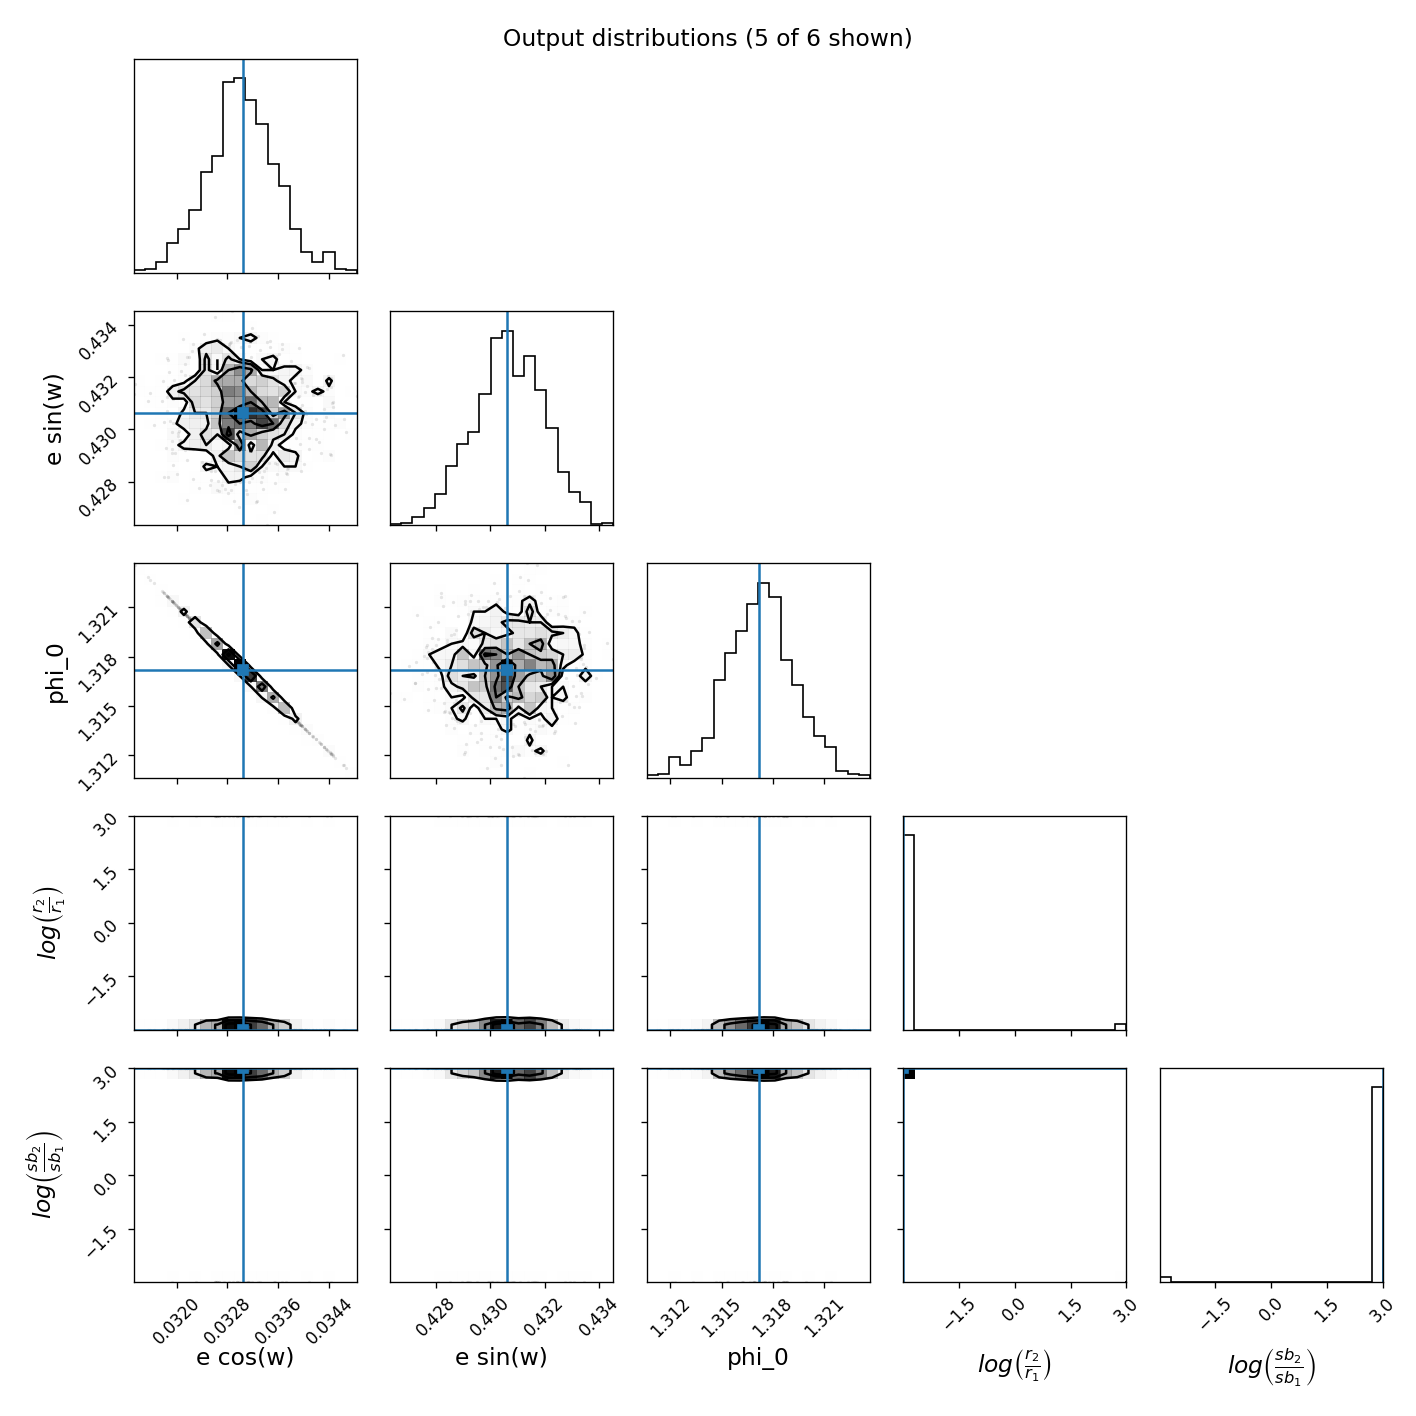 Output distributions (5 of 6 shown)
e sin(w)
0.434
0.432
0.430
0.428
phi_0
1.321
1.318
1.315
1.312
log(r₂/r₁)
3.0
1.5
0.0
−1.5
log(sb₂/sb₁)
3.0
1.5
0.0
−1.5
0.0320 0.0328 0.0336 0.0344
0.428 0.430 0.432 0.434
1.312 1.315 1.318 1.321
−1.5 0.0 1.5 3.0
−1.5 0.0 1.5 3.0
e cos(w) e sin(w) phi_0 log(r₂/r₁) log(sb₂/sb₁)